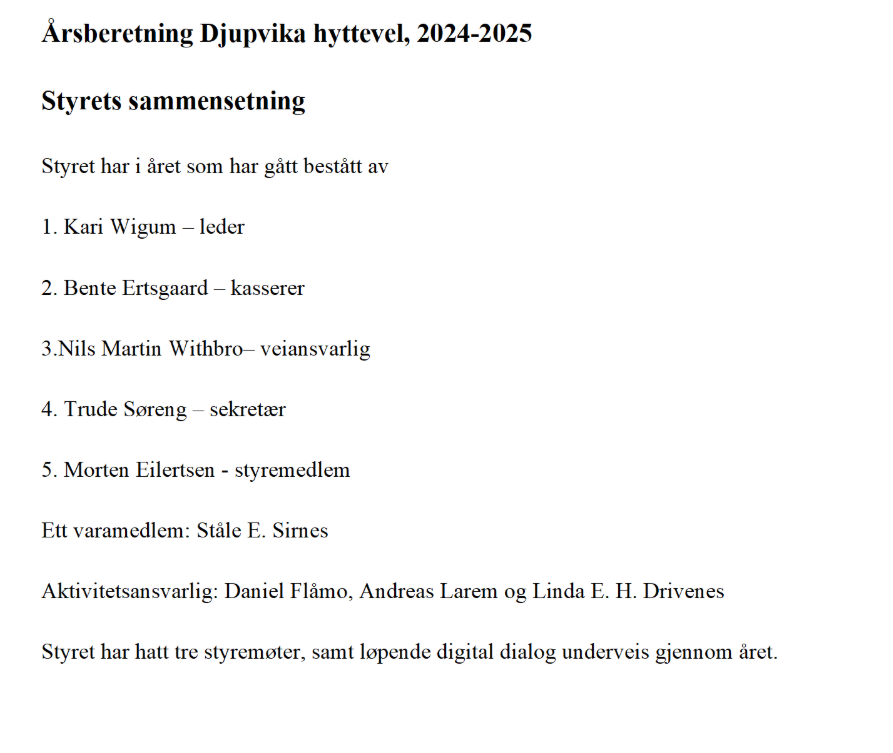 Årsberetning Djupvika hyttevel, 2024-2025
Styrets sammensetning
Styret har i året som har gått bestått av
1. Kari Wigum – leder
2. Bente Ertsgaard – kasserer
3.Nils Martin Withbro– veiansvarlig
4. Trude Søreng – sekretær
5. Morten Eilertsen - styremedlem
Ett varamedlem: Ståle E. Sirnes
Aktivitetsansvarlig: Daniel Flåmo, Andreas Larem og Linda E. H. Drivenes
Styret har hatt tre styremøter, samt løpende digital dialog underveis gjennom året.